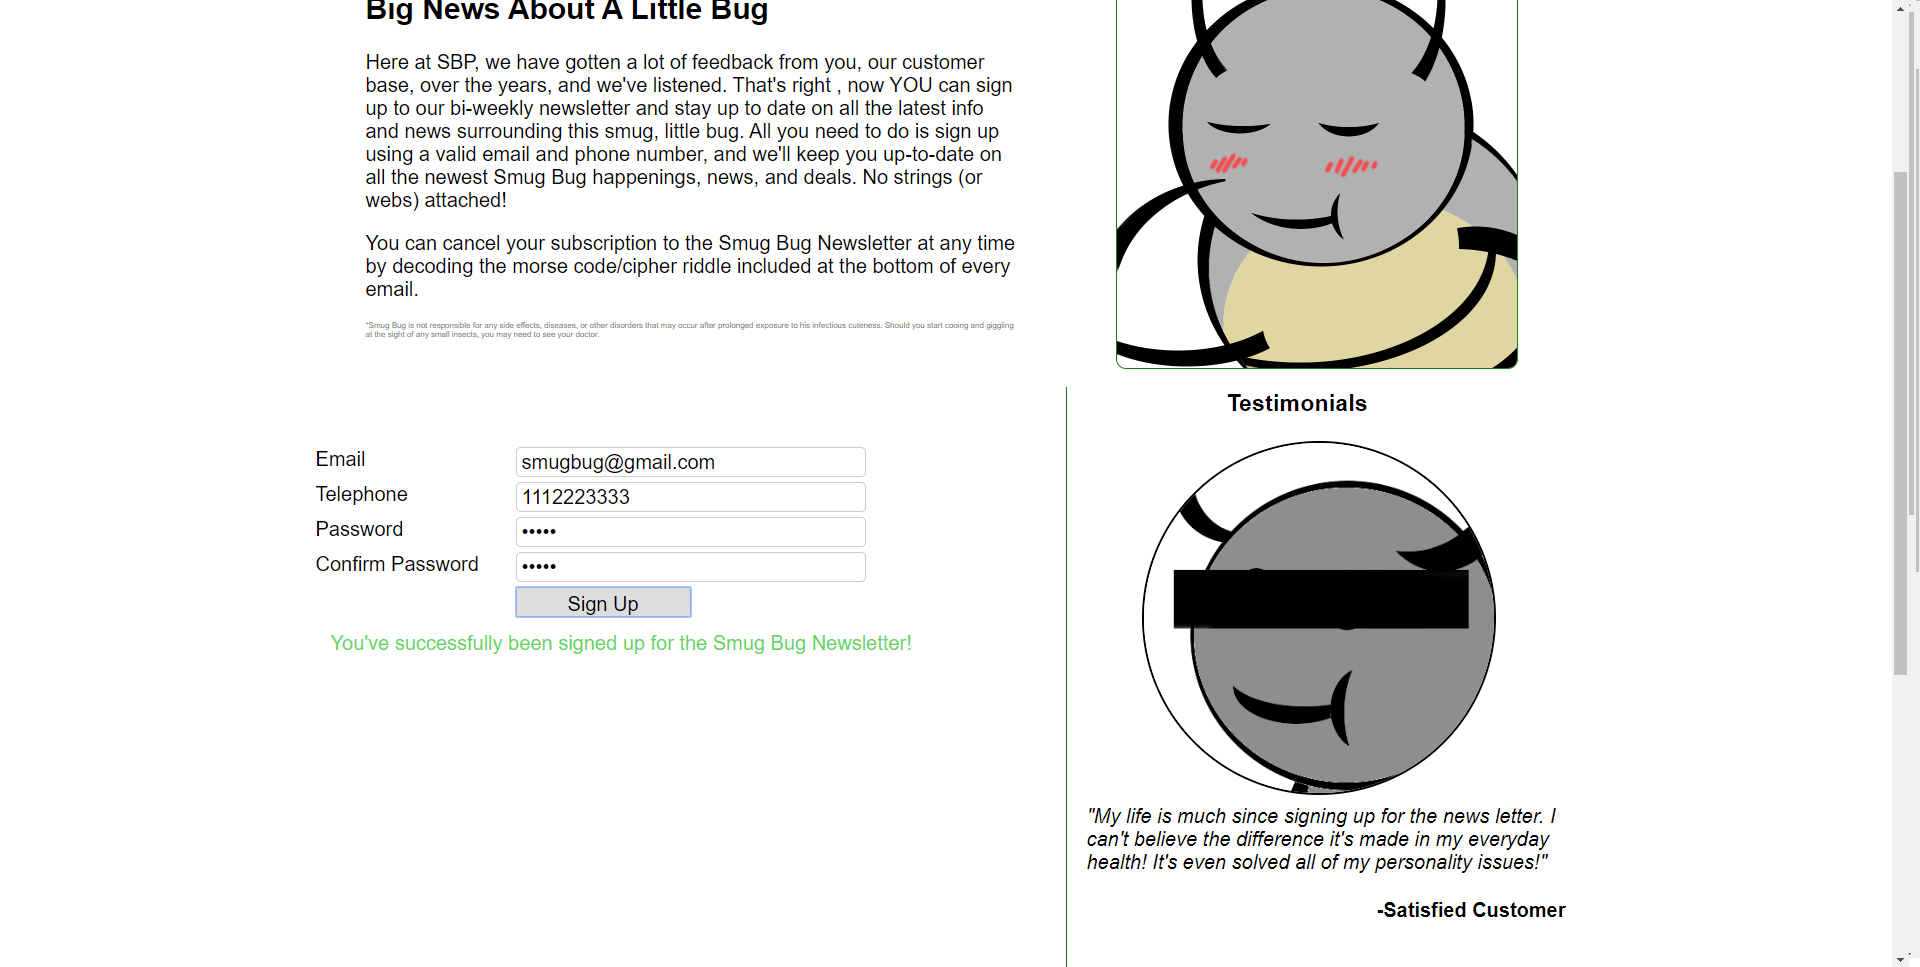 Big News About A Little Bug
Here at SBP, we have gotten a lot of feedback from you, our customer
base, over the years, and we've listened. That's right , now YOU can sign
up to our bi-weekly newsletter and stay up to date on all the latest info
and news surrounding this smug, little bug. All you need to do is sign up
using a valid email and phone number, and we'll keep you up-to-date on
all the newest Smug Bug happenings, news, and deals. No strings (or
webs) attached!
You can cancel your subscription to the Smug Bug Newsletter at any time
by decoding the morse code/cipher riddle included at the bottom of every
email.
*Smug Bug is not responsible for any side effects, diseases, or other disorders that may occur after prolonged exposure to his infectious cuteness. Should you start cooing and giggling
at the sight of any small insects, you may need to see your doctor.
Email
smugbug@gmail.com
Telephone
1112223333
Password
•••••
Confirm Password
•••••
Sign Up
You've successfully been signed up for the Smug Bug Newsletter!
Testimonials
"My life is much since signing up for the news letter. I
can't believe the difference it's made in my everyday
health! It's even solved all of my personality issues!"
-Satisfied Customer